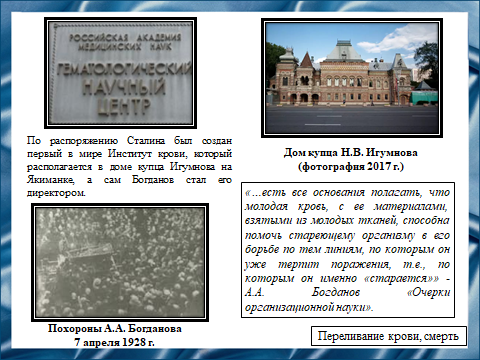 РОССИЙСКАЯ АКАДЕМИЯ
МЕДИЦИНСКИХ НАУК
ГЕМАТОЛОГИЧЕСКИЙ
НАУЧНЫЙ
ЦЕНТР
По распоряжению Сталина был создан
первый в мире Институт крови, который
располагается в доме купца Игумнова на
Якиманке, а сам Богданов стал его
директором.
Похороны А.А. Богданова
7 апреля 1928 г.
Дом купца Н.В. Игумнова
(фотография 2017 г.)
«…есть все основания полагать, что
молодая кровь, с ее материалами,
взятыми из молодых тканей, способна
помочь стареющему организму в его
борьбе по тем линиям, по которым он
уже терпит поражения, т.е., по
которым он именно «старается»» -
А.А. Богданов «Очерки
организационной науки».
Переливание крови, смерть